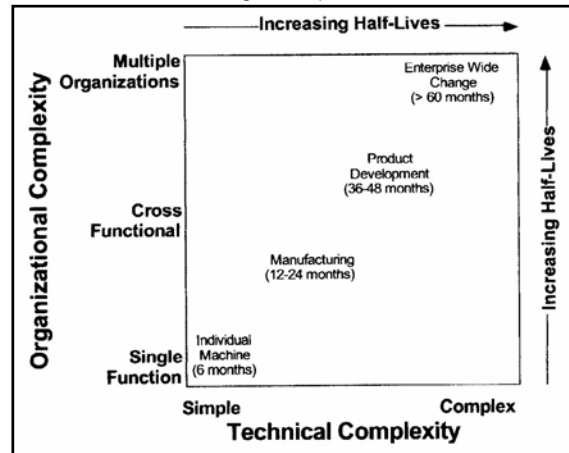 Increasing Half-Lives
Multiple
Organizations
Enterprise Wide
Change
(> 60 months)
Product
Development
(36-48 months)
Cross
Functional
Manufacturing
(12-24 months)
Individual
Machine
(6 months)
Single
Function
Organizational Complexity
Increasing Half-Lives
Simple
Complex
Technical Complexity